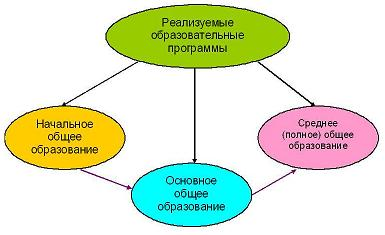 Реализуемые
образовательные
программы
Начальное
общее
образование
Среднее
(полное) общее
образование
Основное
общее
образование